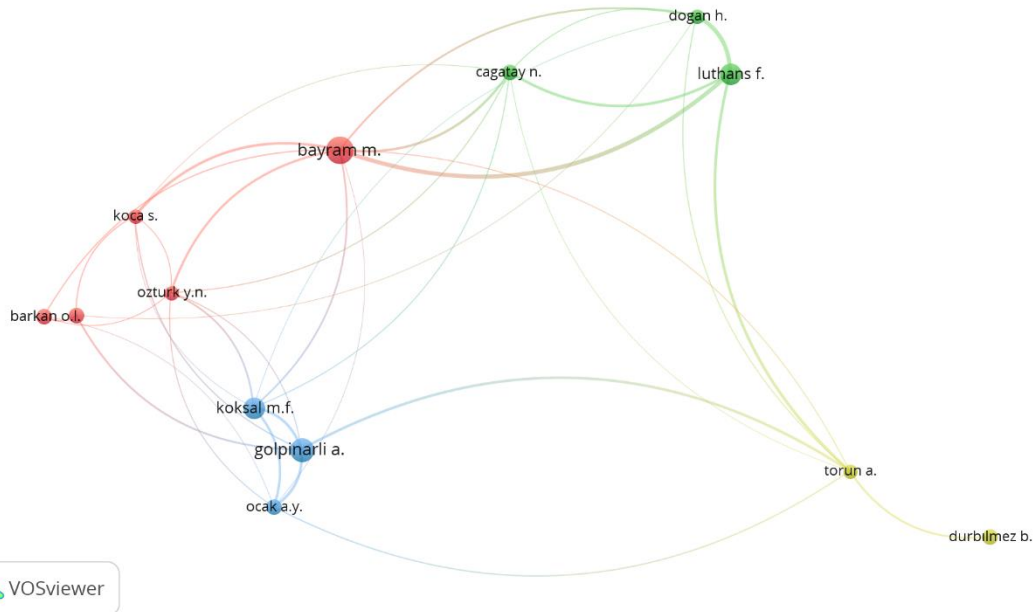 dogan h.
cagatay n.
luthans f.
bayram m.
koca s.
ozturk y.n.
barkan o.l.
koksal m.f.
golpinarli a.
torun a.
ocak a.y.
durbılmez b.
VOSviewer